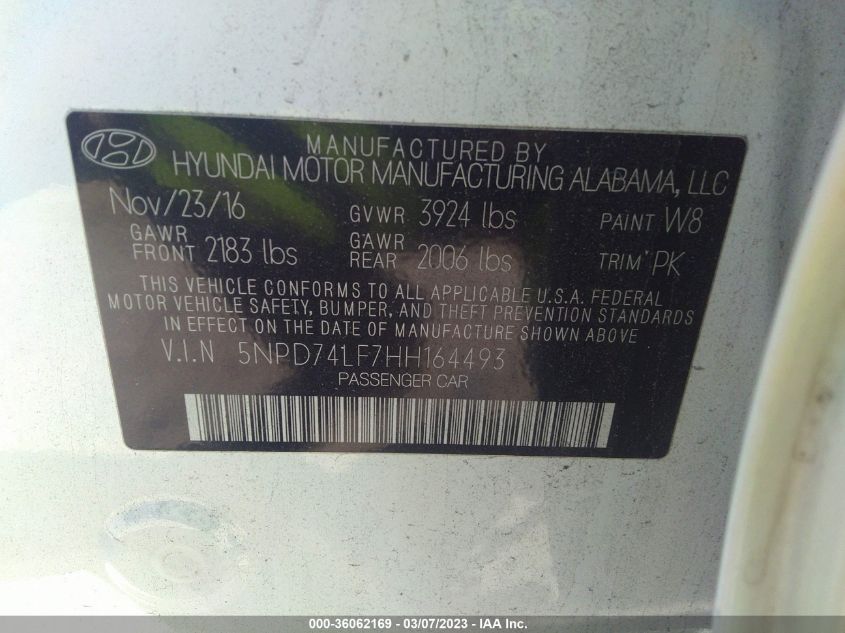 MANUFACTURED BY
HYUNDAI MOTOR MANUFACTURING ALABAMA, LLC
Nov/23/16 GVWR 3924 lbs PAINT W8
GAWR FRONT 2183 lbs GAWR REAR 2006 lbs TRIM PK
THIS VEHICLE CONFORMS TO ALL APPLICABLE U.S.A. FEDERAL
MOTOR VEHICLE SAFETY, BUMPER, AND THEFT PREVENTION STANDARDS
IN EFFECT ON THE DATE OF MANUFACTURE SHOWN ABOVE.
V.I.N 5NPD74LF7HH164493
PASSENGER CAR
000-36062169 - 03/07/2023 - IAA Inc.